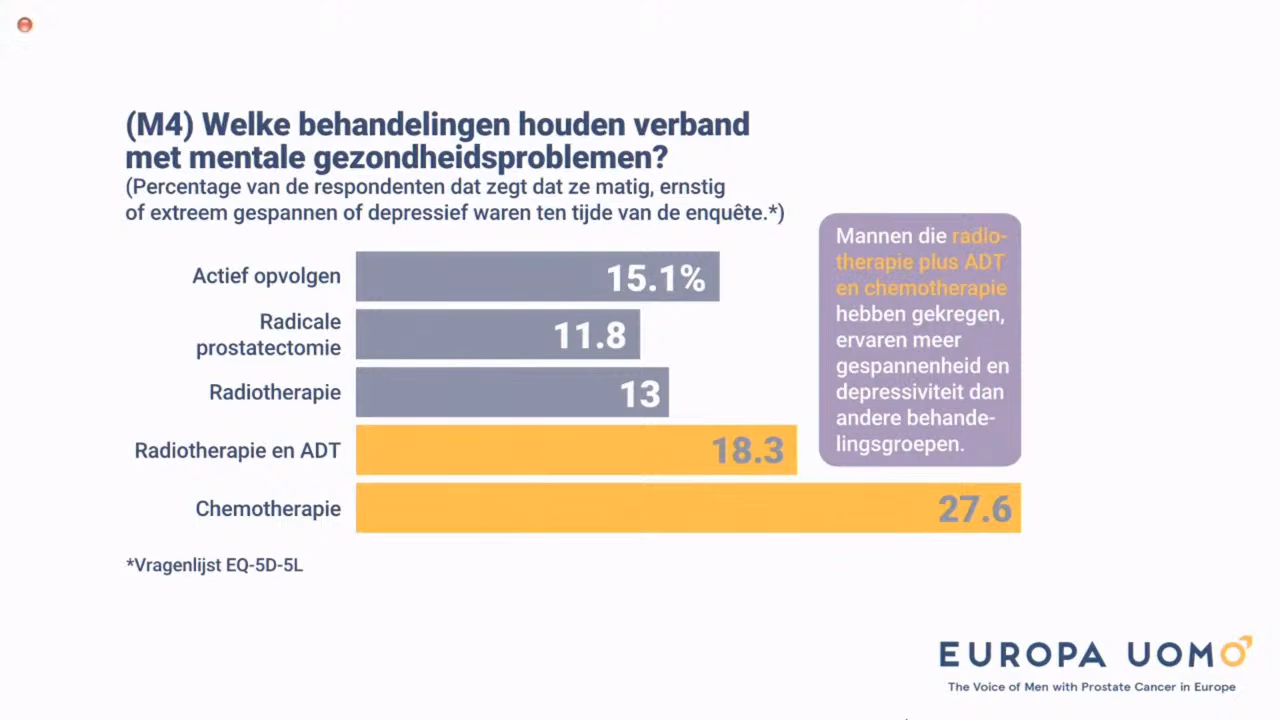 (M4) Welke behandelingen houden verband
met mentale gezondheidsproblemen?
(Percentage van de respondenten dat zegt dat ze matig, ernstig
of extreem gespannen of depressief waren ten tijde van de enquête.*)
Actief opvolgen
15.1%
Radicale
prostatectomie
11.8
Radiotherapie
13
Radiotherapie en ADT
18.3
Chemotherapie
27.6
Mannen die radio-
therapie plus ADT
en chemotherapie
hebben gekregen,
ervaren meer
gespannenheid en
depressiviteit dan
andere behande-
lingsgroepen.
*Vragenlijst EQ-5D-5L
EUROPA UOMO
The Voice of Men with Prostate Cancer in Europe